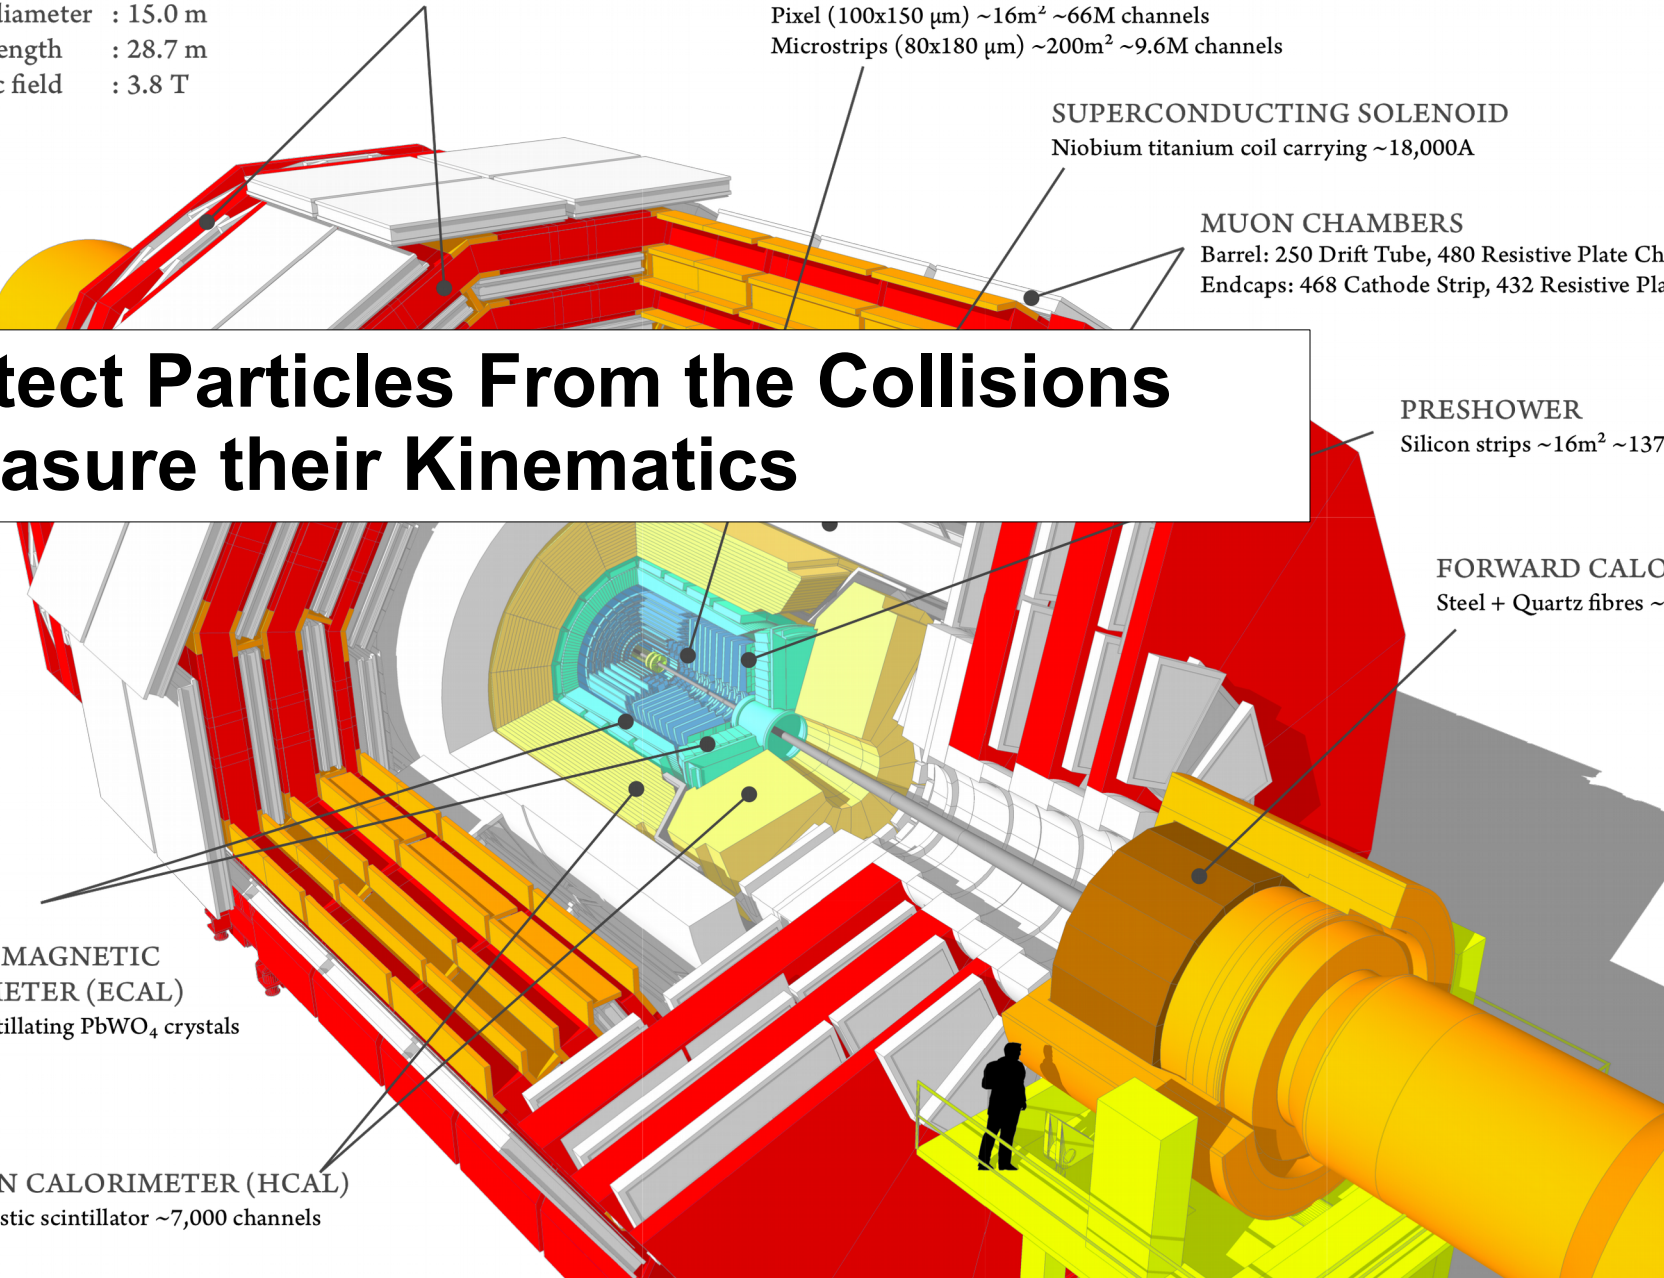 diameter : 15.0 m
ength : 28.7 m
c field : 3.8 T
Pixel (100x150 μm) ~16m² ~66M channels
Microstrips (80x180 μm) ~200m² ~9.6M channels
SUPERCONDUCTING SOLENOID
Niobium titanium coil carrying ~18,000A
MUON CHAMBERS
Barrel: 250 Drift Tube, 480 Resistive Plate Ch
Endcaps: 468 Cathode Strip, 432 Resistive Pla
tect Particles From the Collisions
asure their Kinematics
PRESHOWER
Silicon strips ~16m² ~137
FORWARD CALO
Steel + Quartz fibres ~
MAGNETIC
IETER (ECAL)
tillating PbWO₄ crystals
N CALORIMETER (HCAL)
stic scintillator ~7,000 channels